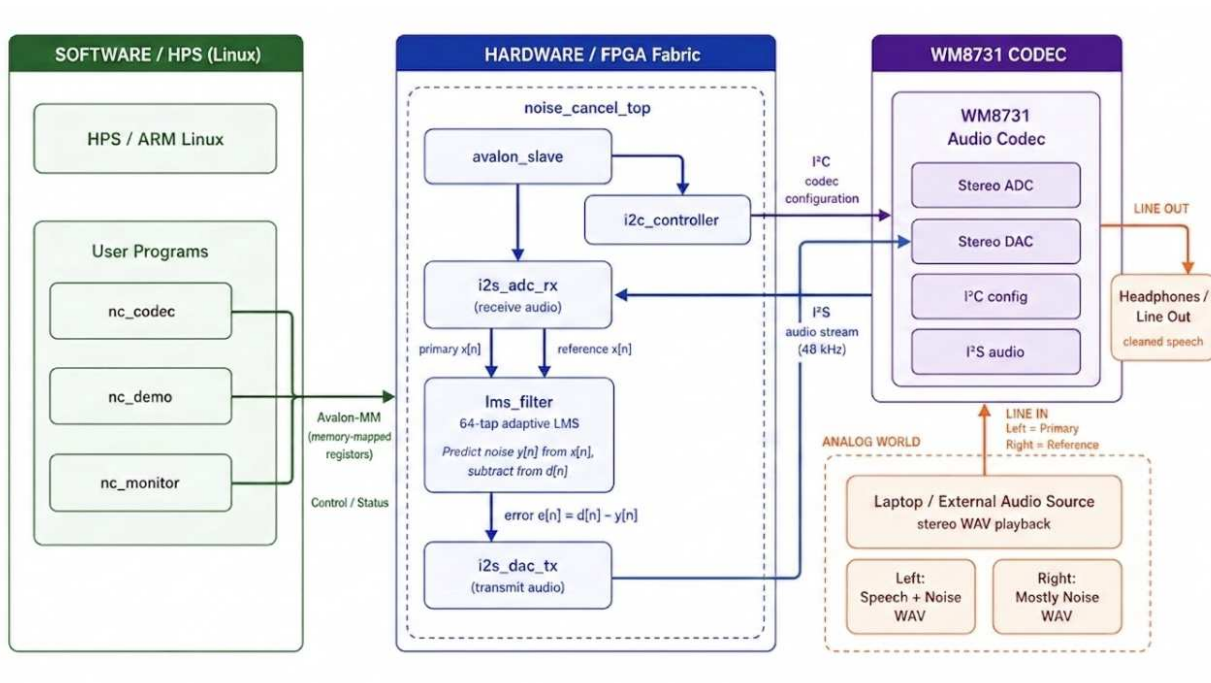 SOFTWARE / HPS (Linux)
HPS / ARM Linux
User Programs
nc_codec
nc_demo
nc_monitor
Avalon-MM
(memory-mapped
registors)
Control / Status
HARDWARE / FPGA Fabric
noise_cancel_top
avalon_slave
i2c_controller
i2s_adc_rx
(receive audio)
primary x[n]
reference x[n]
lms_filter
64-tap adaptive LMS
Predict noise y[n] from x[n],
subtract from d[n]
error e[n] = d[n] – y[n]
i2s_dac_tx
(transmit audio)
I²C
codec
configuration
I²S
audio stream
(48 kHz)
WM8731 CODEC
WM8731
Audio Codec
Stereo ADC
Stereo DAC
I²C config
I²S audio
LINE OUT
Headphones /
Line Out
cleaned speech
LINE IN
Left = Primary
Right = Reference
ANALOG WORLD
Laptop / External Audio Source
stereo WAV playback
Left:
Speech + Noise
WAV
Right:
Mostly Noise
WAV